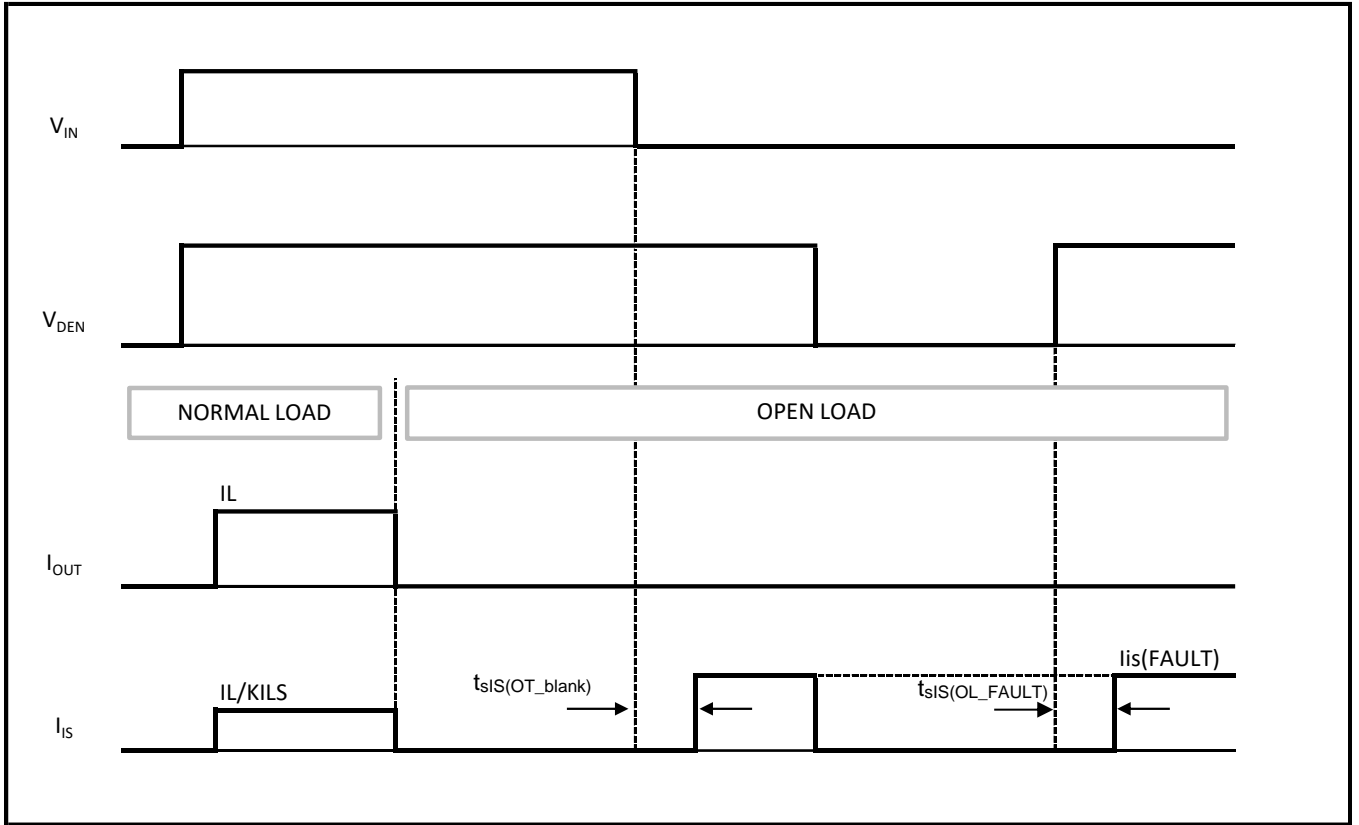 VIN
VDEN
NORMAL LOAD
OPEN LOAD
IL
IOUT
Iis(FAULT)
IL/KILS
tsIS(OT_blank)
tsIS(OL_FAULT)
IIS